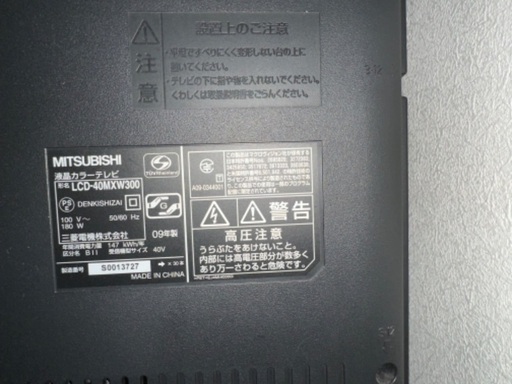 設置上のご注意
注意
・平坦ですべりにくく変形しない台の上に
置いてください。
・テレビの下に指や物を入れないでください。
くわしくは取扱説明書をごらんください。
MITSUBISHI
液晶カラーテレビ
形名 LCD-40MXW300
PSE DENKISHIZAI
100 V～ 50/60 Hz
180 W
09年製
三菱電機株式会社
年間消費電力量 147 kWh/年
区分名 BII 受信機型サイズ 40V
製造番号 S0013727
MADE IN CHINA
警告
高圧注意
うらぶたをあけないこと。
内部には高電圧部分が数多く
あり万一さわると危険です。